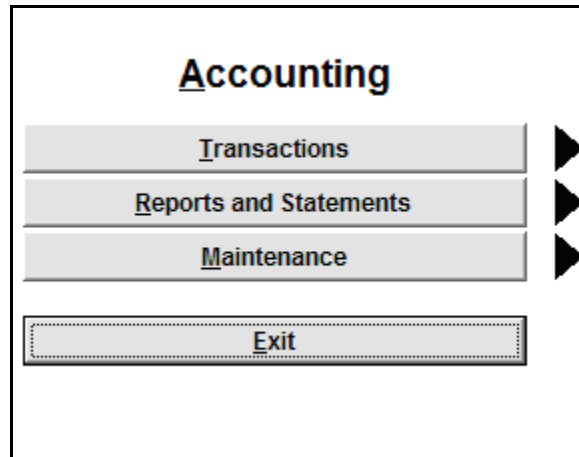 Accounting
Transactions
Reports and Statements
Maintenance
Exit